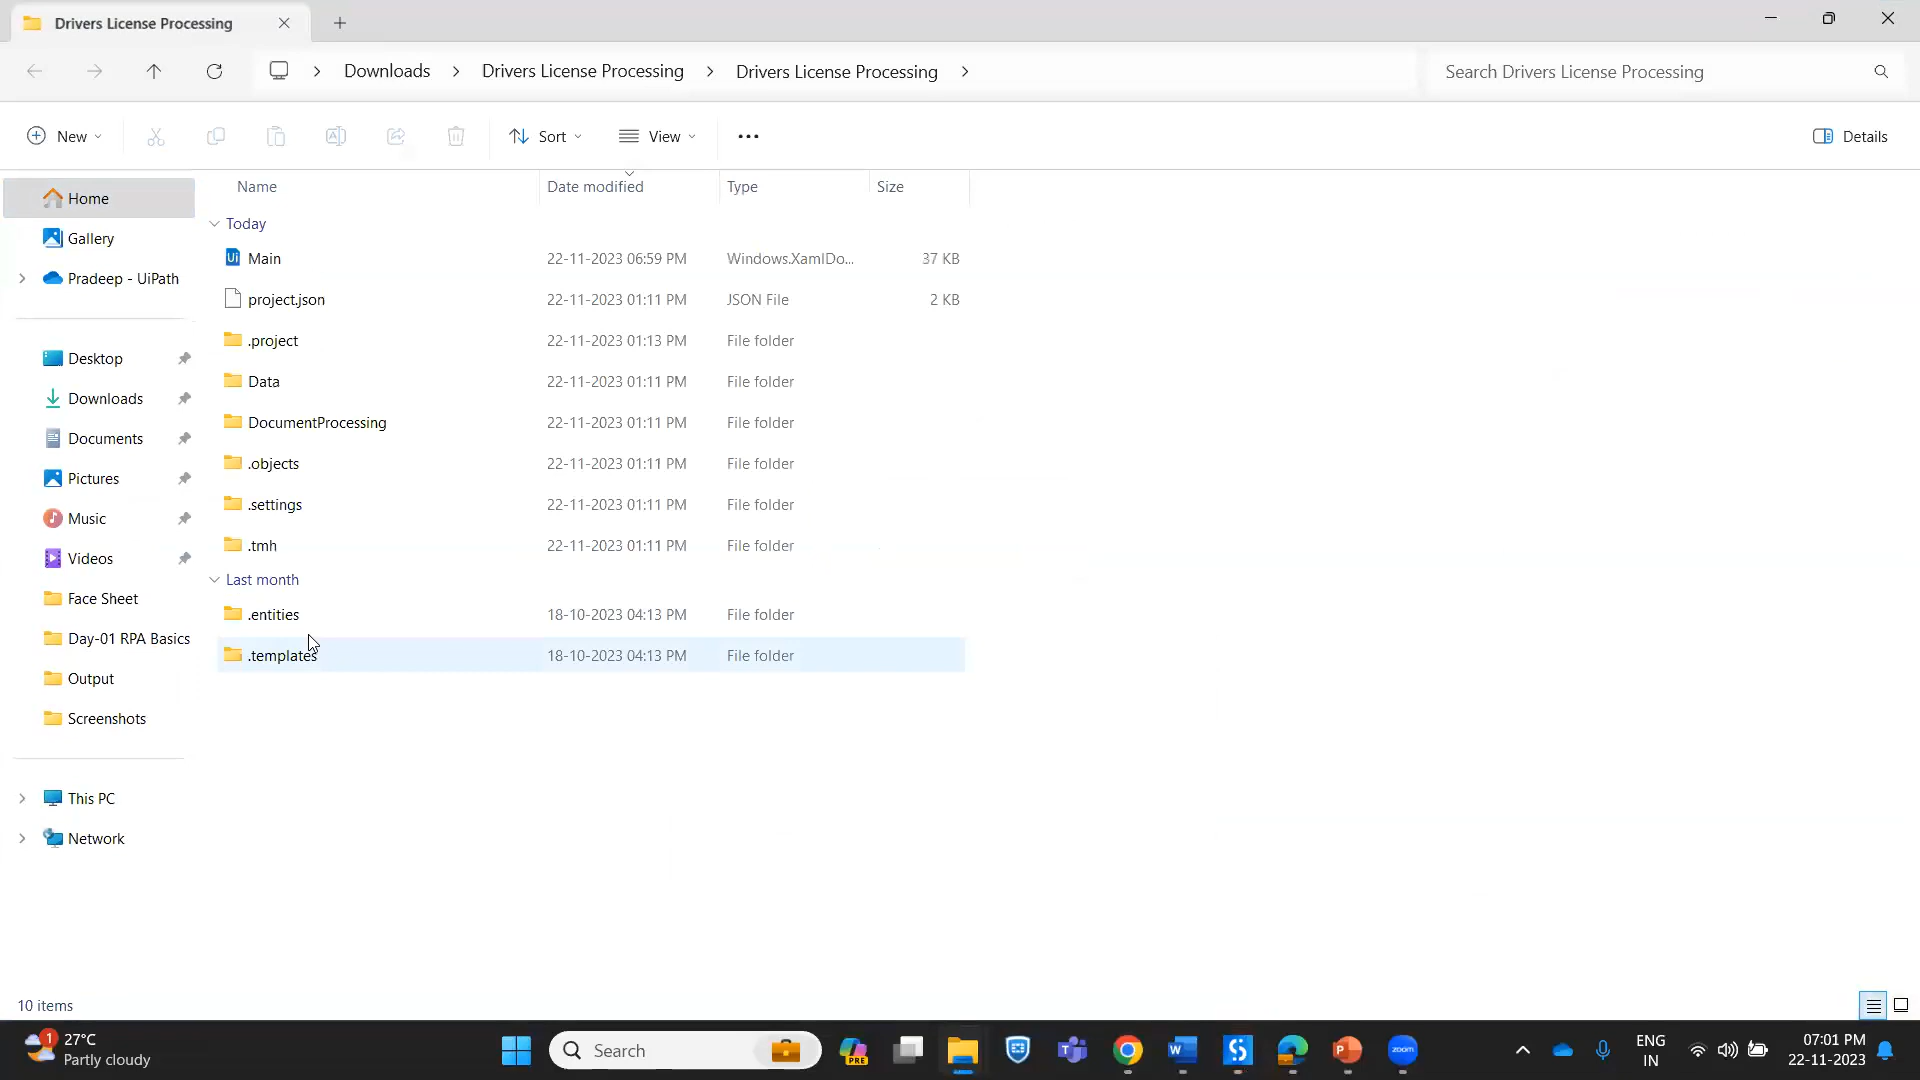 Drivers License Processing
Downloads Drivers License Processing Drivers License Processing
Search Drivers License Processing
New Sort View Details
Name Date modified Type Size
Today
Main 22-11-2023 06:59 PM Windows.XamlDo... 37 KB
project.json 22-11-2023 01:11 PM JSON File 2 KB
.project 22-11-2023 01:13 PM File folder
Data 22-11-2023 01:11 PM File folder
DocumentProcessing 22-11-2023 01:11 PM File folder
.objects 22-11-2023 01:11 PM File folder
.settings 22-11-2023 01:11 PM File folder
.tmh 22-11-2023 01:11 PM File folder
Last month
.entities 18-10-2023 04:13 PM File folder
.templates 18-10-2023 04:13 PM File folder
Home
Gallery
Pradeep - UiPath
Desktop
Downloads
Documents
Pictures
Music
Videos
Face Sheet
Day-01 RPA Basics
Output
Screenshots
This PC
Network
10 items
1
27°C
Partly cloudy
Search
PRE
zoom
ENG
IN
07:01 PM
22-11-2023